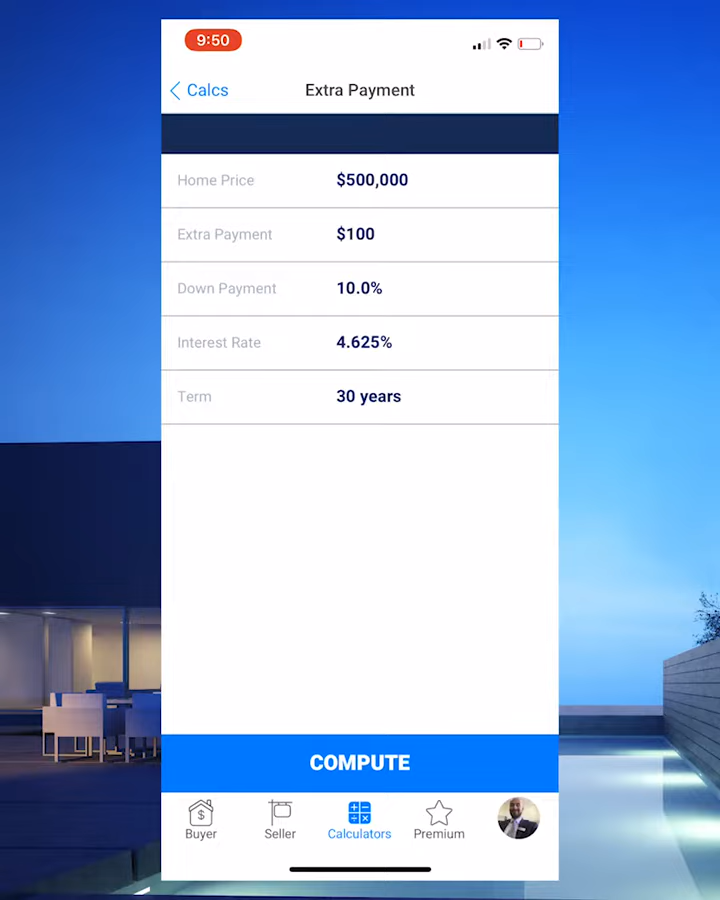 9:50
Calcs Extra Payment
Home Price $500,000
Extra Payment $100
Down Payment 10.0%
Interest Rate 4.625%
Term 30 years
COMPUTE
Buyer Seller Calculators Premium